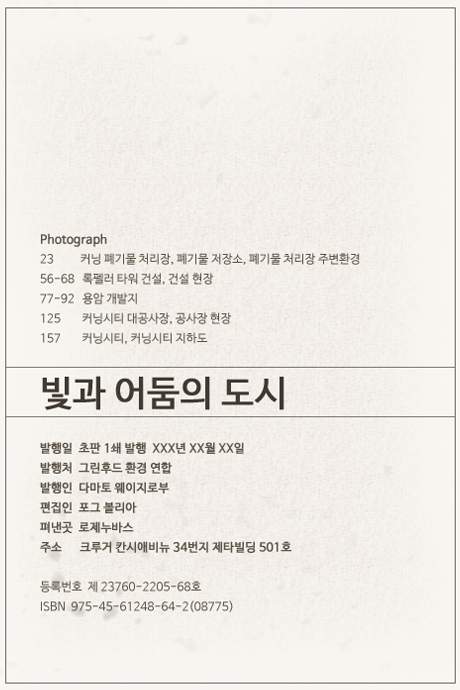 Photograph
23 커닝 폐기물 처리장, 폐기물 저장소, 폐기물 처리장 주변환경
56-68 록펠러 타워 건설, 건설 현장
77-92 용암 개발지
125 커닝시티 대공사장, 공사장 현장
157 커닝시티, 커닝시티 지하도
빛과 어둠의 도시
발행일 초판 1쇄 발행 XXX년 XX월 XX일
발행처 그린후드 환경 연합
발행인 다마토 웨이지로부
편집인 포그 볼리아
펴낸곳 로제누바스
주소 크루거 칸시애비뉴 34번지 제타빌딩 501호
등록번호 제 23760-2205-68호
ISBN 975-45-61248-64-2(08775)